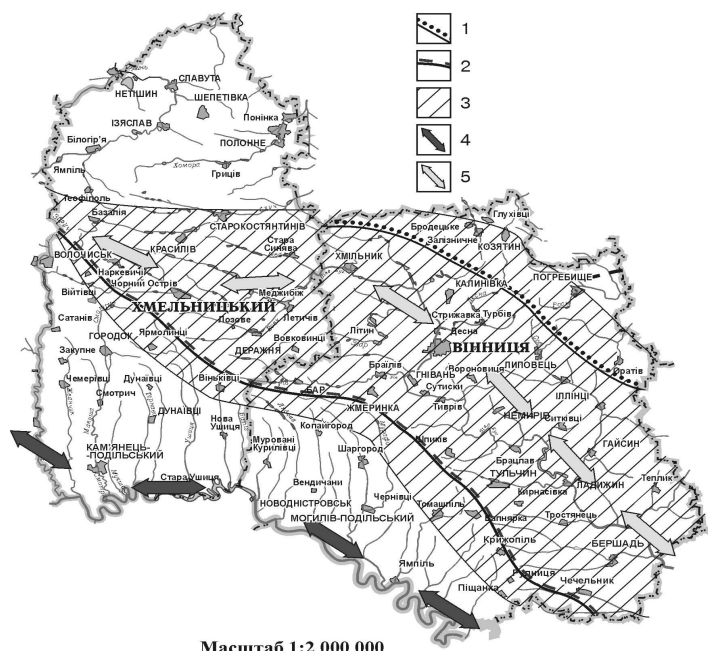 1
2
3
4
5
СЛАВУТА
НЕТІШИН
ШЕПЕТІВКА
Понінка
ІЗЯСЛАВ
ПОЛОННЕ
Білогір'я
Хомора
Ямпіль
Гриців
Теофіполь
Базалія
СТАРОКОСТЯНТИНІВ
Глухівці
Бродецьке
Залізничне
КОЗЯТИН
ВОЛОЧИСЬК
КРАСИЛІВ
Стара
Синява
ХМІЛЬНИК
ПОГРЕБИЩЕ
Наркевичі
Чорний Острів
Меджибіж
КАЛИНІВКА
Війтівці
ХМЕЛЬНИЦЬКИЙ
Летичів
Стрижавка
Турбів
Сатанів
Лозове
Літин
Десна
Ярмолинці
Вовковинці
ВІННИЦЯ
ГОРОДОК
ДЕРАЖНЯ
Оратів
Закупне
Браїлів
Вороновиця
ЛИПОВЕЦЬ
Чемерівці
Дунаївці
Віньківці
ГНІВАНЬ
Сутиски
ІЛЛІНЦІ
Смотрич
БАР
Тиврів
НЕМИРІВ
Ситківці
ДУНАЇВЦІ
Нова
Ушиця
ЖМЕРИНКА
Копайгород
ГАЙСИН
КАМ'ЯНЕЦЬ-
ПОДІЛЬСЬКИЙ
Муровані
Курилівці
Шпиків
Шаргород
Брацлав
ТУЛЬЧИН
Стара Ушиця
Вендичани
ЛАДИЖИН
Теплик
Кирнасівка
НОВОДНІСТРОВСЬК
Чернівці
Томашпіль
Тростянець
МОГИЛІВ-ПОДІЛЬСЬКИЙ
Вапнярка
Крижопіль
БЕРШАДЬ
Ямпіль
Рудниця
Піщанка
Чечельник
Масштаб 1:2 000 000